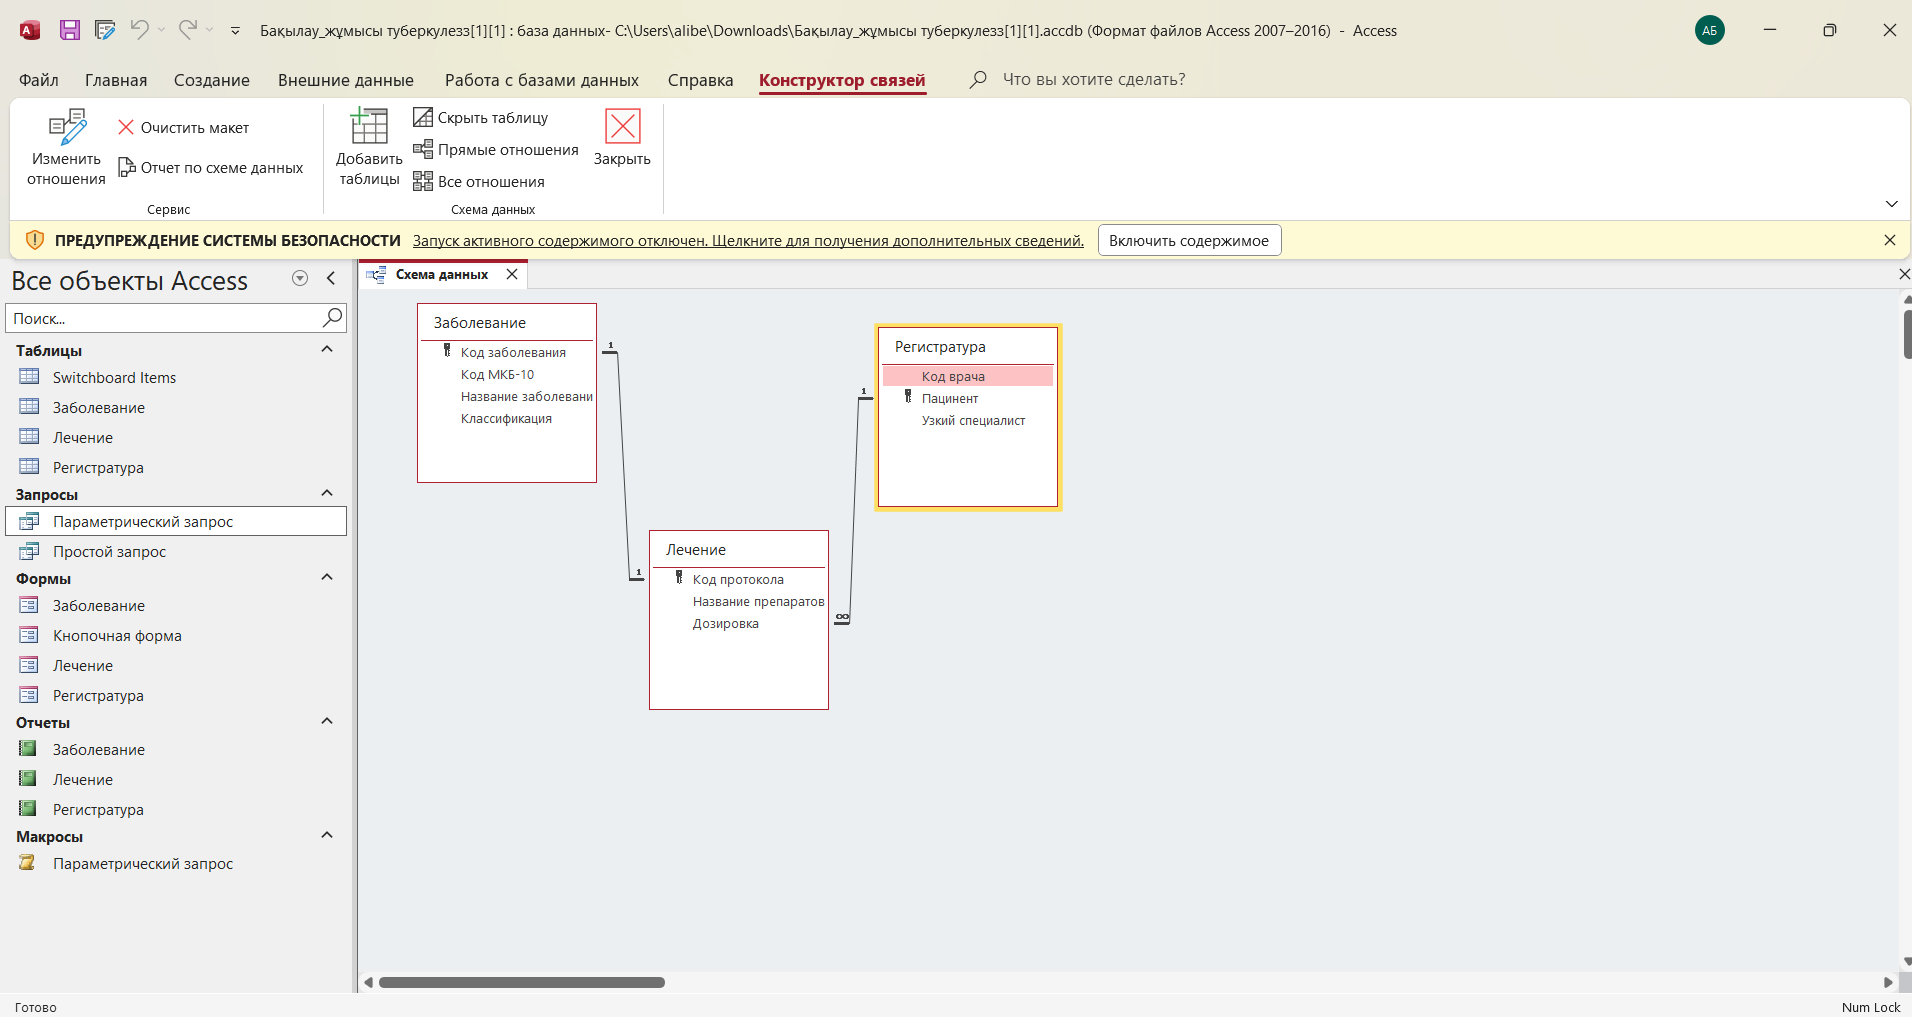 Бақылау_жұмысы туберкулезз[1][1] : база данных- C:\Users\alibe\Downloads\Бақылау_жұмысы туберкулезз[1][1].accdb (Формат файлов Access 2007–2016) - Access
АБ
Файл Главная Создание Внешние данные Работа с базами данных Справка Конструктор связей Что вы хотите сделать?
Изменить отношения
Очистить макет
Отчет по схеме данных
Сервис
Добавить таблицы
Скрыть таблицу
Прямые отношения
Все отношения
Закрыть
Схема данных
ПРЕДУПРЕЖДЕНИЕ СИСТЕМЫ БЕЗОПАСНОСТИ Запуск активного содержимого отключен. Щелкните для получения дополнительных сведений. Включить содержимое
Все объекты Access
Поиск...
Таблицы
Switchboard Items
Заболевание
Лечение
Регистратура
Запросы
Параметрический запрос
Простой запрос
Формы
Заболевание
Кнопочная форма
Лечение
Регистратура
Отчеты
Заболевание
Лечение
Регистратура
Макросы
Параметрический запрос
Схема данных
Заболевание
Код заболевания
Код МКБ-10
Название заболевани
Классификация
1
1
Лечение
Код протокола
Название препаратов
Дозировка
∞
1
Регистратура
Код врача
Пацинент
Узкий специалист
Готово
Num Lock